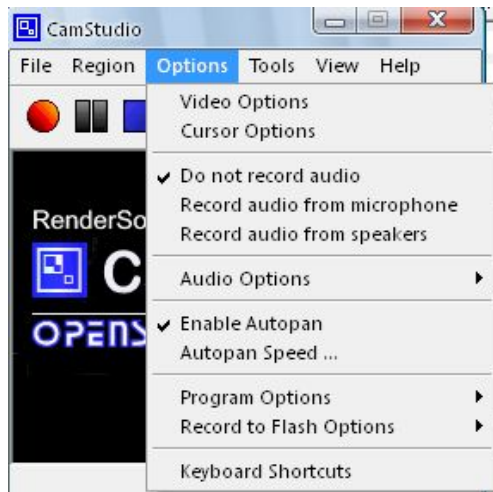 CamStudio
File Region Options Tools View Help
Video Options
Cursor Options
Do not record audio
Record audio from microphone
Record audio from speakers
Audio Options
Enable Autopan
Autopan Speed ...
Program Options
Record to Flash Options
Keyboard Shortcuts
RenderSo
C
OPENS